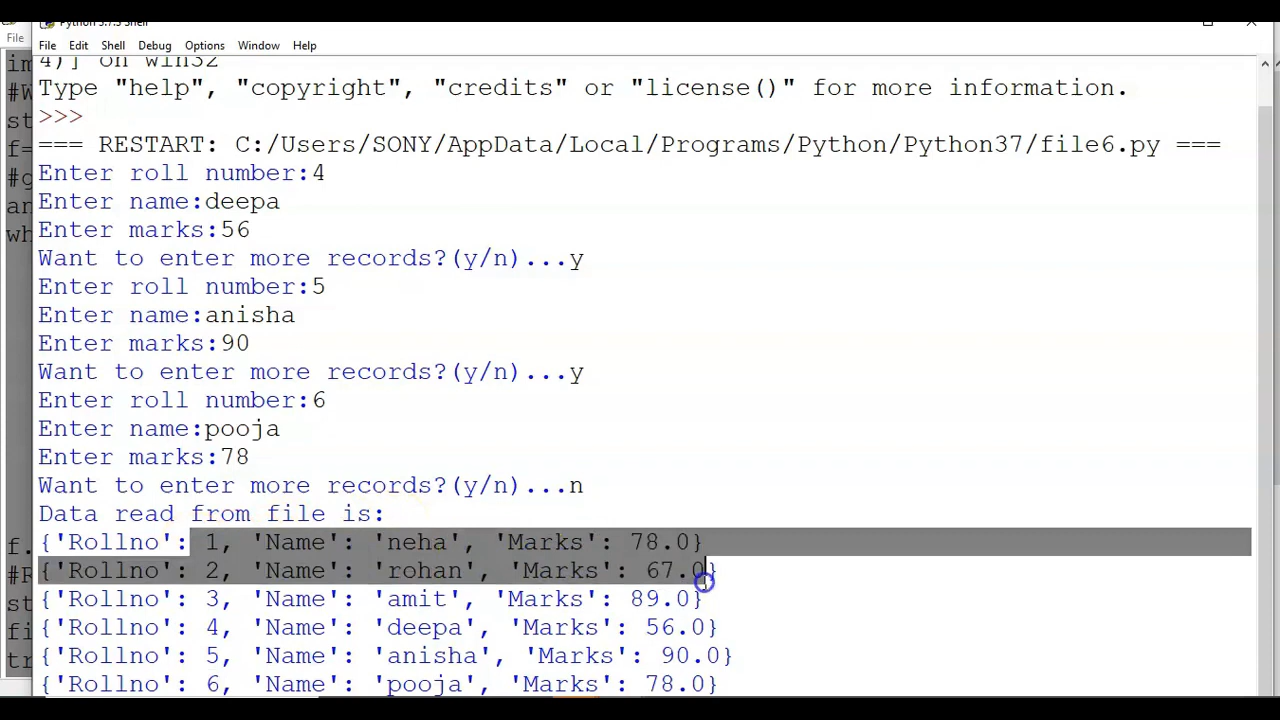 Python 3.7.3 Shell
File
File Edit Shell Debug Options Window Help
4)] on win32
Type "help", "copyright", "credits" or "license()" for more information.
>>>
=== RESTART: C:/Users/SONY/AppData/Local/Programs/Python/Python37/file6.py ===
Enter roll number:4
Enter name:deepa
Enter marks:56
Want to enter more records?(y/n)...y
Enter roll number:5
Enter name:anisha
Enter marks:90
Want to enter more records?(y/n)...y
Enter roll number:6
Enter name:pooja
Enter marks:78
Want to enter more records?(y/n)...n
Data read from file is:
{'Rollno': 1, 'Name': 'neha', 'Marks': 78.0}
{'Rollno': 2, 'Name': 'rohan', 'Marks': 67.0}
{'Rollno': 3, 'Name': 'amit', 'Marks': 89.0}
{'Rollno': 4, 'Name': 'deepa', 'Marks': 56.0}
{'Rollno': 5, 'Name': 'anisha', 'Marks': 90.0}
{'Rollno': 6, 'Name': 'pooja', 'Marks': 78.0}